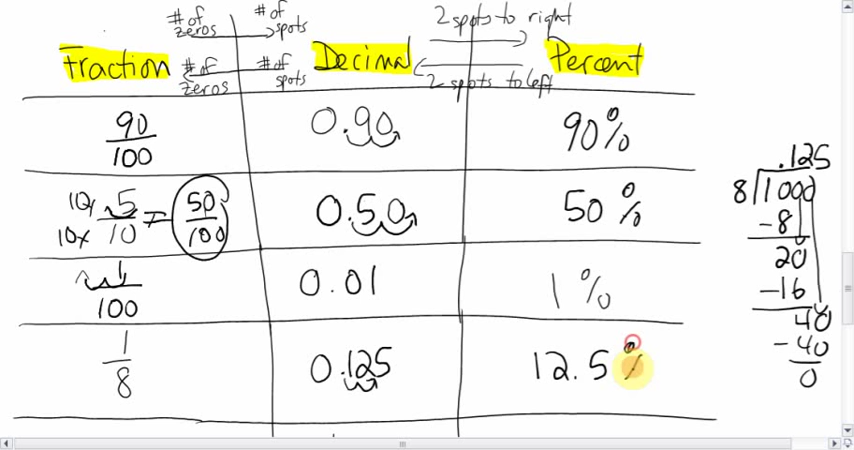 # of zeros # of spots 2 spots to right
Fraction # of zeros # of spots Decimal 2 spots to left Percent
90/100 0.90 90%
10x 5/10 10x = 50/100 0.50 50%
1/100 0.01 1%
1/8 0.125 12.5%
.125
8 1000
-8
20
-16
40
-40
0